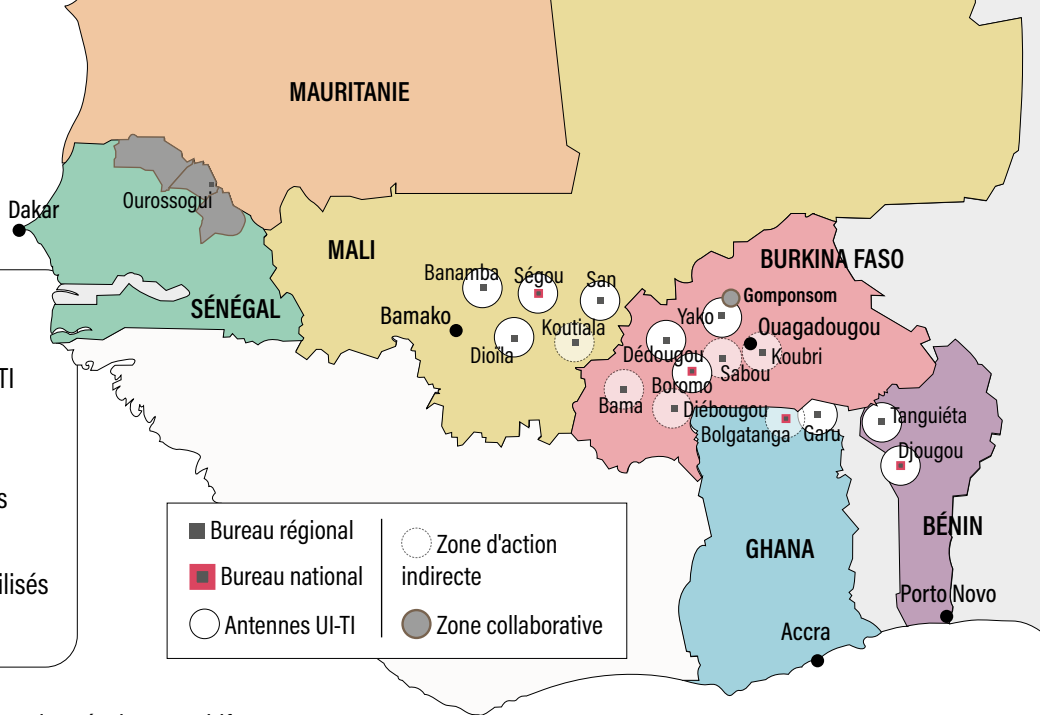 MAURITANIE
Ourossogui
Dakar
MALI
BURKINA FASO
Banamba
Ségou
San
SÉNÉGAL
Gomponsom
Bamako
Yako
Koutiala
Ouagadougou
Dioïla
Dédougou
Koubri
Sabou
Boromo
Bama
Diébougou
Tanguiéta
Bolgatanga
Garu
Djougou
TI
s
ilisés
Bureau régional
Bureau national
Antennes UI-TI
Zone d'action
indirecte
Zone collaborative
GHANA
BÉNIN
Porto Novo
Accra